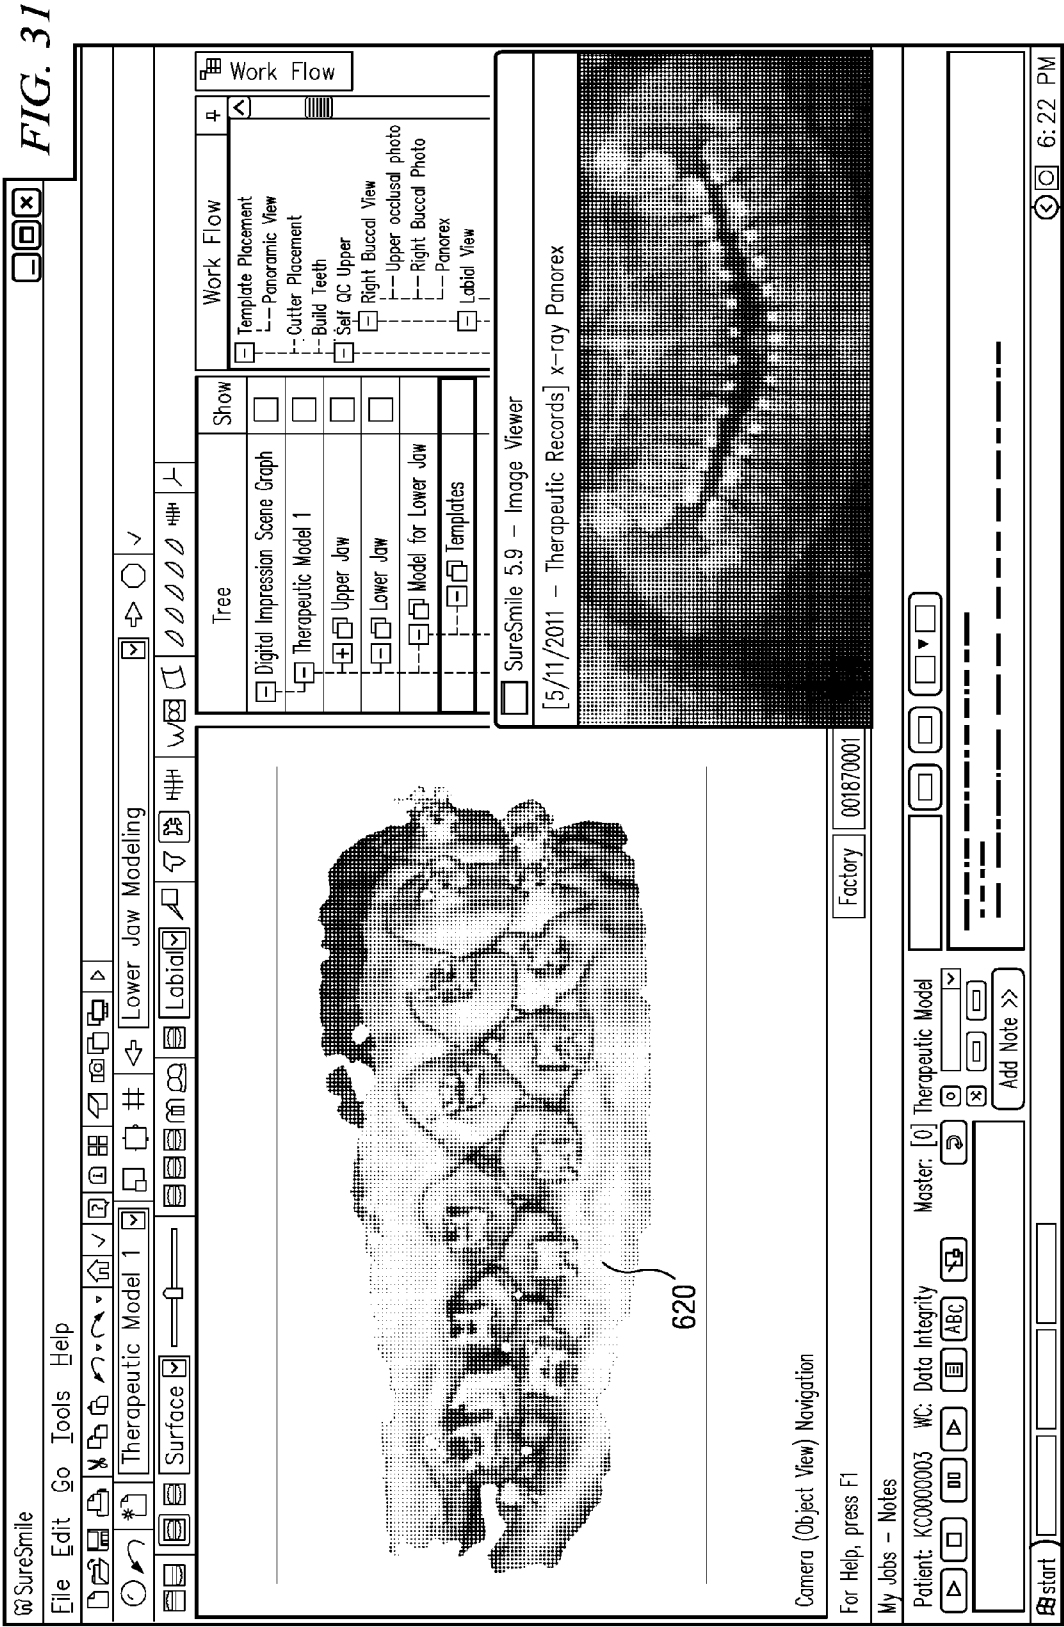 FIG. 31
SureSmile
File Edit Go Tools Help
Therapeutic Model 1
Lower Jaw Modeling
Surface
Labial
Tree
Show
Digital Impression Scene Graph
Therapeutic Model 1
Upper Jaw
Lower Jaw
Model for Lower Jaw
Templates
Work Flow
Template Placement
Panoramic View
Cutter Placement
Build Teeth
Self QC Upper
Right Buccal View
Upper occlusal photo
Right Buccal Photo
Panorex
Labial View
Work Flow
SureSmile 5.9 – Image Viewer
[5/11/2011 – Therapeutic Records] x–ray Panorex
620
Camera (Object View) Navigation
For Help, press F1
Factory
001870001
My Jobs – Notes
Patient: KC0000003 WC: Data Integrity Master: [0] Therapeutic Model
ABC
Add Note >>
start
6:22 PM